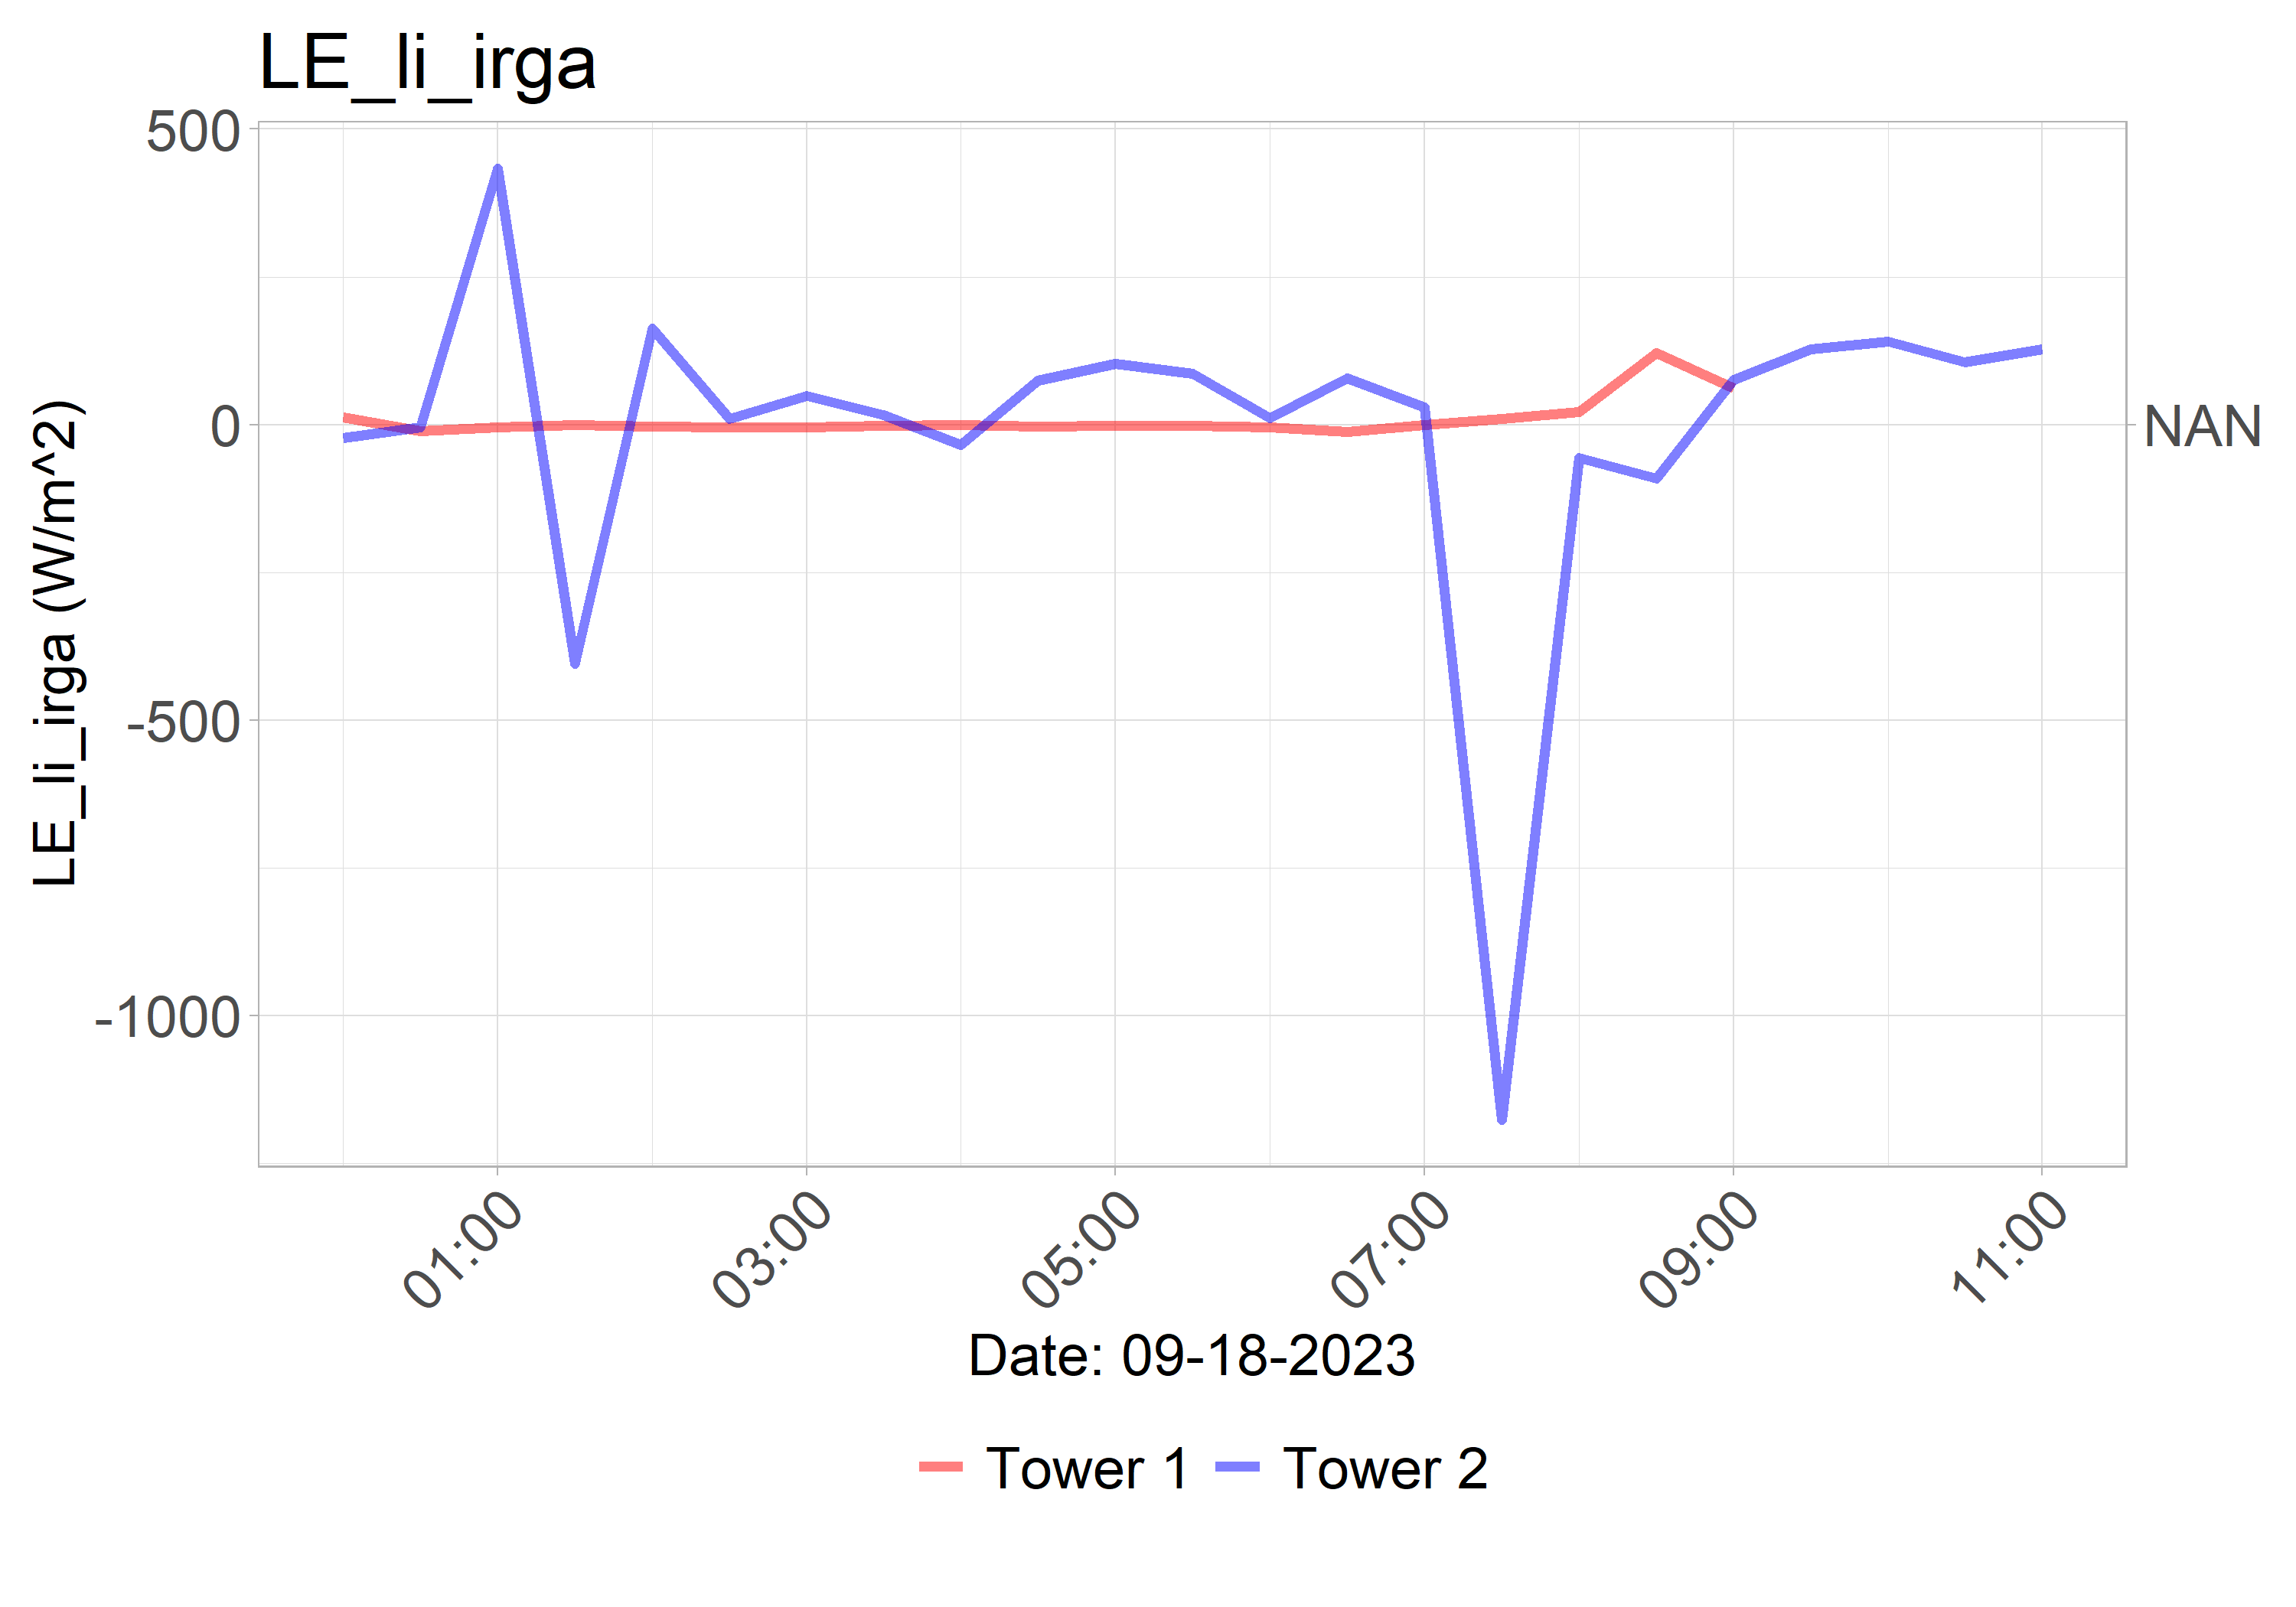 LE_li_irga
500
0
-500
-1000
LE_li_irga (W/m^2)
NAN
01:00
03:00
05:00
07:00
09:00
11:00
Date: 09-18-2023
Tower 1
Tower 2